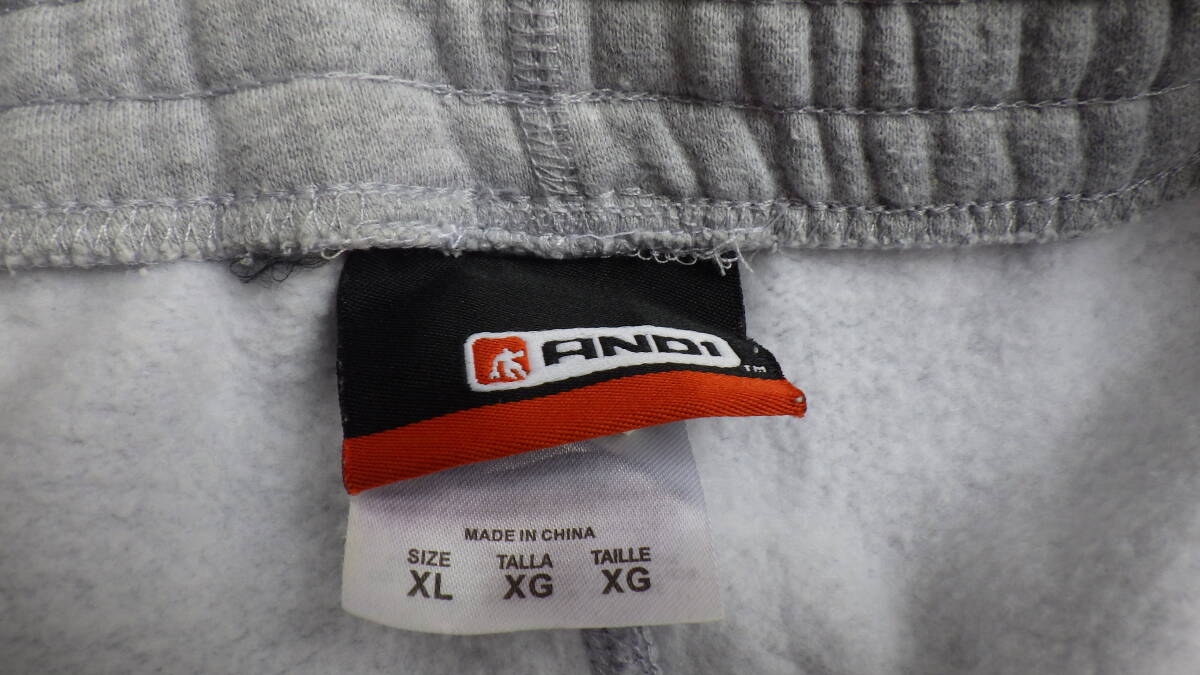 AND1 ™
MADE IN CHINA
SIZE TALLA TAILLE
XL XG XG